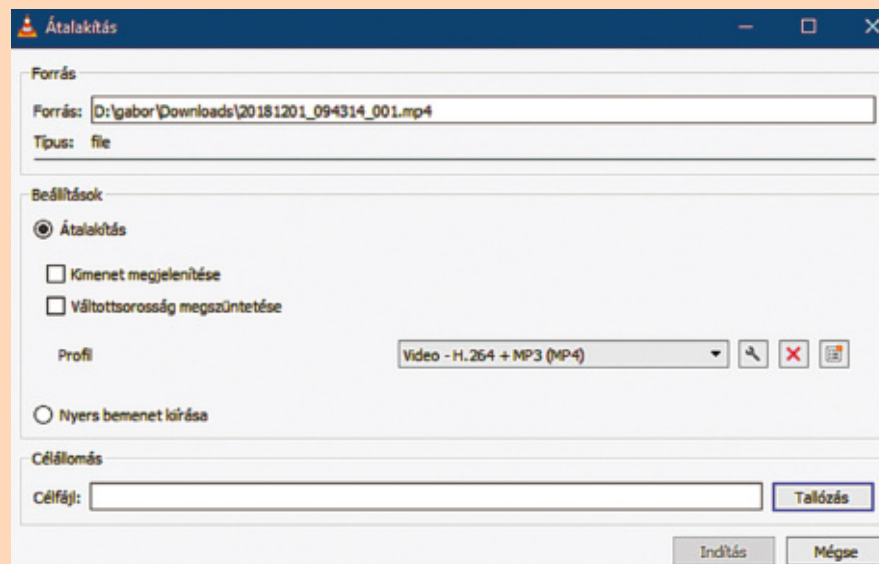 Átalakítás
Forrás
Forrás: D:\gabor\Downloads\20181201_094314_001.mp4
Típus: file
Beállítások
Átalakítás
Kimenet megjelenítése
Váltottsorosság megszüntetése
Profil Video - H.264 + MP3 (MP4)
Nyers bemenet kiírása
Célállomás
Célfájl: Tallózás
Indítás Mégse